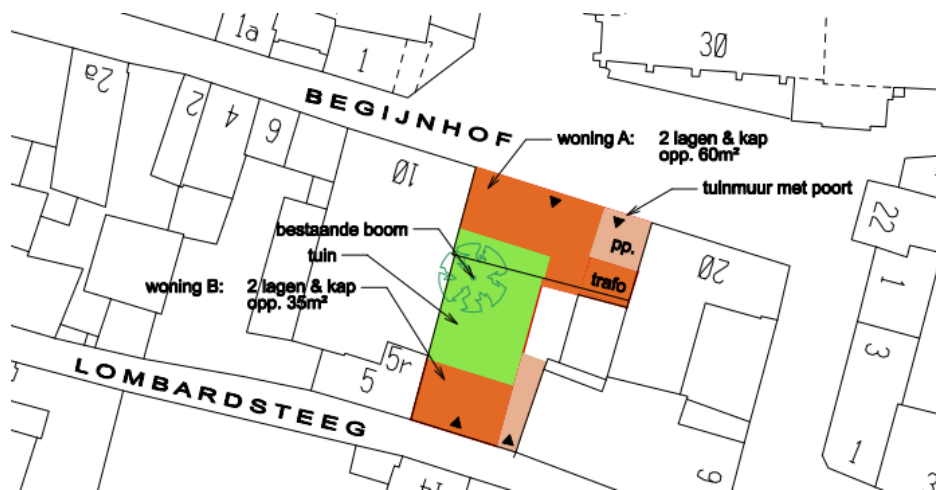 1a
1
30
2a
2
4
6
BEGIJNHOF
woning A: 2 lagen & kap
opp. 60m²
10
tuinmuur met poort
22
bestaande boom
pp.
tuin
20
1
trafo
woning B: 2 lagen & kap
opp. 35m²
3
5r
5
LOMBARDSTEEG
1
9